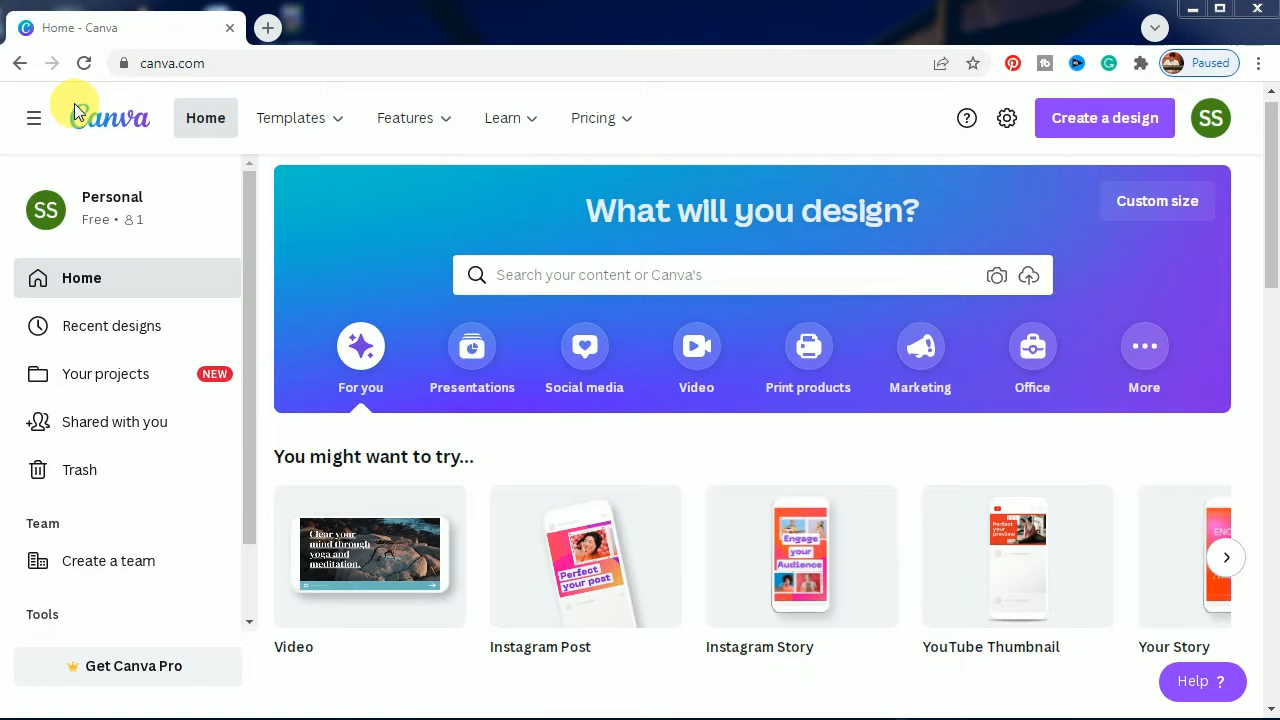 Home - Canva
canva.com
Paused
Canva
Home
Templates
Features
Learn
Pricing
Create a design
SS
Personal
SS
Free • 1
Home
Recent designs
Your projects
NEW
Shared with you
Trash
Team
Create a team
Tools
Get Canva Pro
What will you design?
Custom size
Search your content or Canva's
For you
Presentations
Social media
Video
Print products
Marketing
Office
More
You might want to try...
Clear your
mind through
yoga and
meditation.
Perfect
your post
Engage
your
Audience
Perfect
your
preview
Video
Instagram Post
Instagram Story
YouTube Thumbnail
Your Story
Help ?